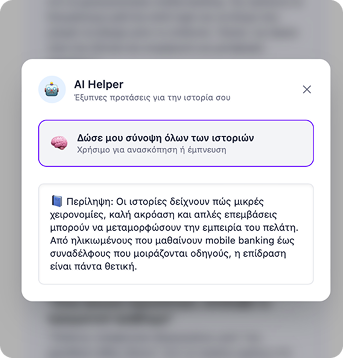 AI Helper
Έξυπνες προτάσεις για την ιστορία σου
Δώσε μου σύνοψη όλων των ιστοριών
Χρήσιμο για ανασκόπηση ή έμπνευση
Περίληψη: Οι ιστορίες δείχνουν πώς μικρές
χειρονομίες, καλή ακρόαση και απλές επεμβάσεις
μπορούν να μεταμορφώσουν την εμπειρία του πελάτη.
Από ηλικιωμένους που μαθαίνουν mobile banking έως
συναδέλφους που μοιράζονται οδηγούς, η επίδραση
είναι πάντα θετική.